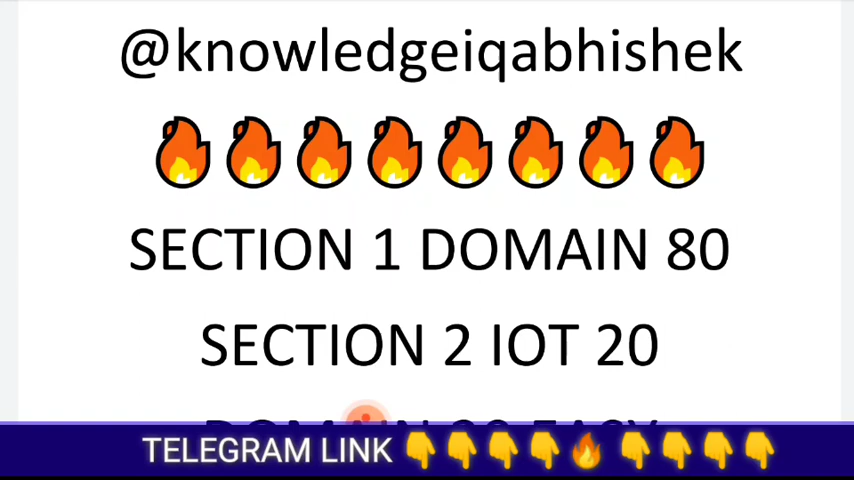 @knowledgeiqabhishek
🔥🔥🔥🔥🔥🔥🔥🔥
SECTION 1 DOMAIN 80
SECTION 2 IOT 20
TELEGRAM LINK 👇👇👇👇🔥👇👇👇👇